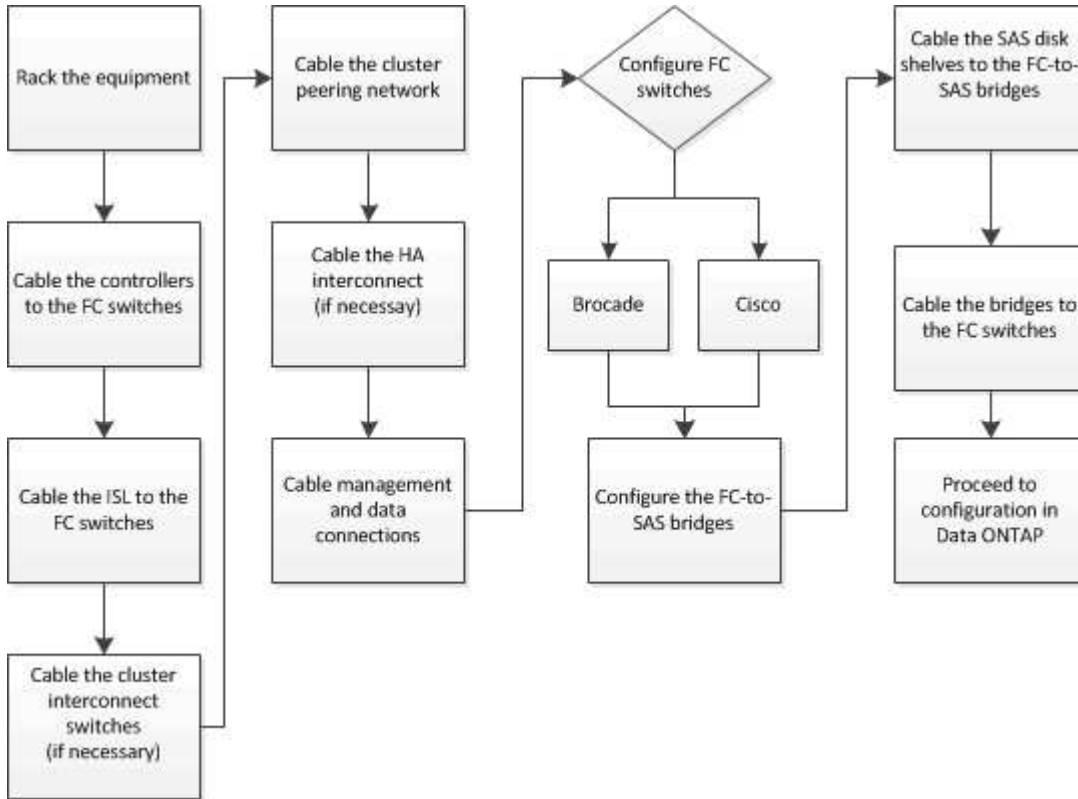 Rack the equipment
Cable the controllers
to the FC switches
Cable the ISL to the
FC switches
Cable the cluster
interconnect
switches
(if necessary)
Cable the cluster
peering network
Cable the HA
interconnect
(if necessay)
Cable management
and data
connections
Configure FC
switches
Brocade
Cisco
Configure the FC-to-
SAS bridges
Cable the SAS disk
shelves to the FC-to-
SAS bridges
Cable the bridges to
the FC switches
Proceed to
configuration in
Data ONTAP